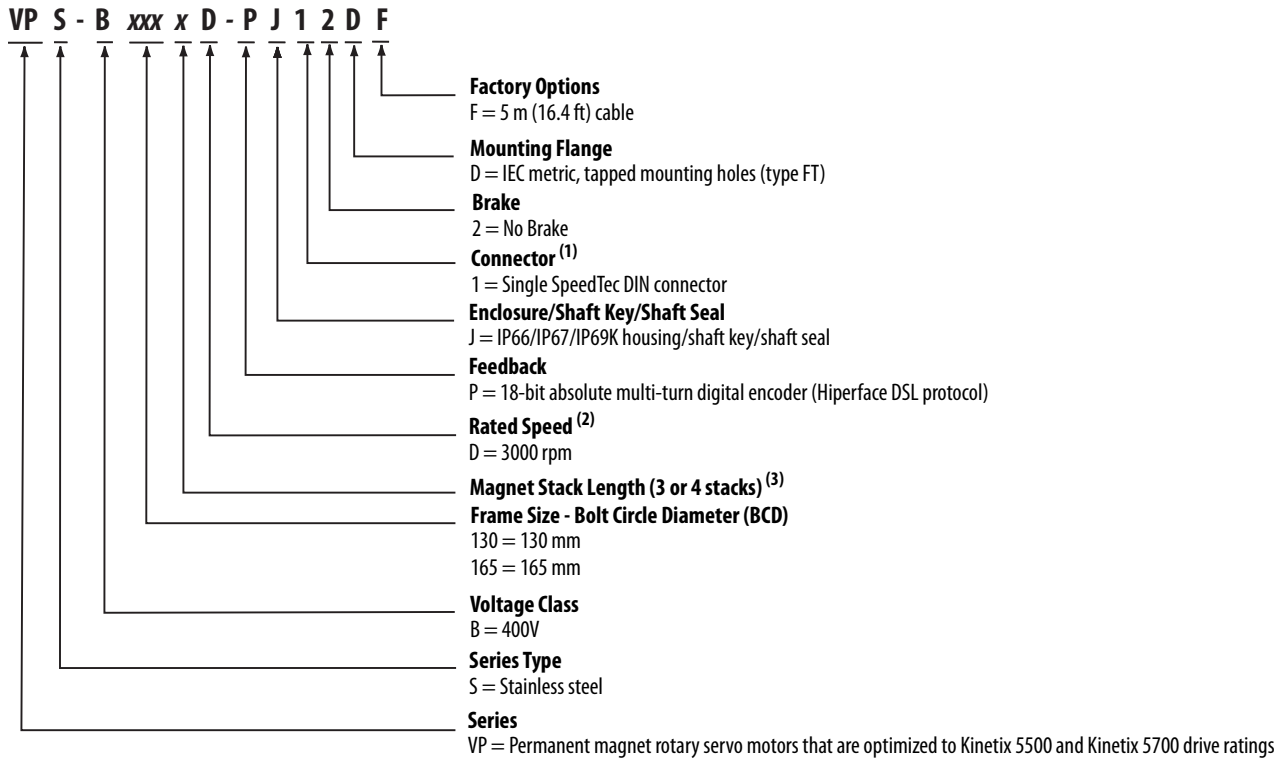 VP S - B xxx x D - P J 1 2 D F
Factory Options
F = 5 m (16.4 ft) cable
Mounting Flange
D = IEC metric, tapped mounting holes (type FT)
Brake
2 = No Brake
Connector (1)
1 = Single SpeedTec DIN connector
Enclosure/Shaft Key/Shaft Seal
J = IP66/IP67/IP69K housing/shaft key/shaft seal
Feedback
P = 18-bit absolute multi-turn digital encoder (Hiperface DSL protocol)
Rated Speed (2)
D = 3000 rpm
Magnet Stack Length (3 or 4 stacks) (3)
Frame Size - Bolt Circle Diameter (BCD)
130 = 130 mm
165 = 165 mm
Voltage Class
B = 400V
Series Type
S = Stainless steel
Series
VP = Permanent magnet rotary servo motors that are optimized to Kinetix 5500 and Kinetix 5700 drive ratings